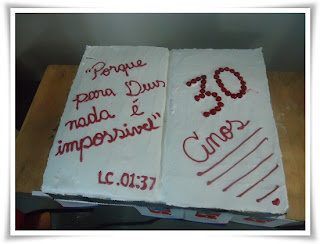 "Porque
para Deus
nada é
impossível"
LC.01:37
30
Anos